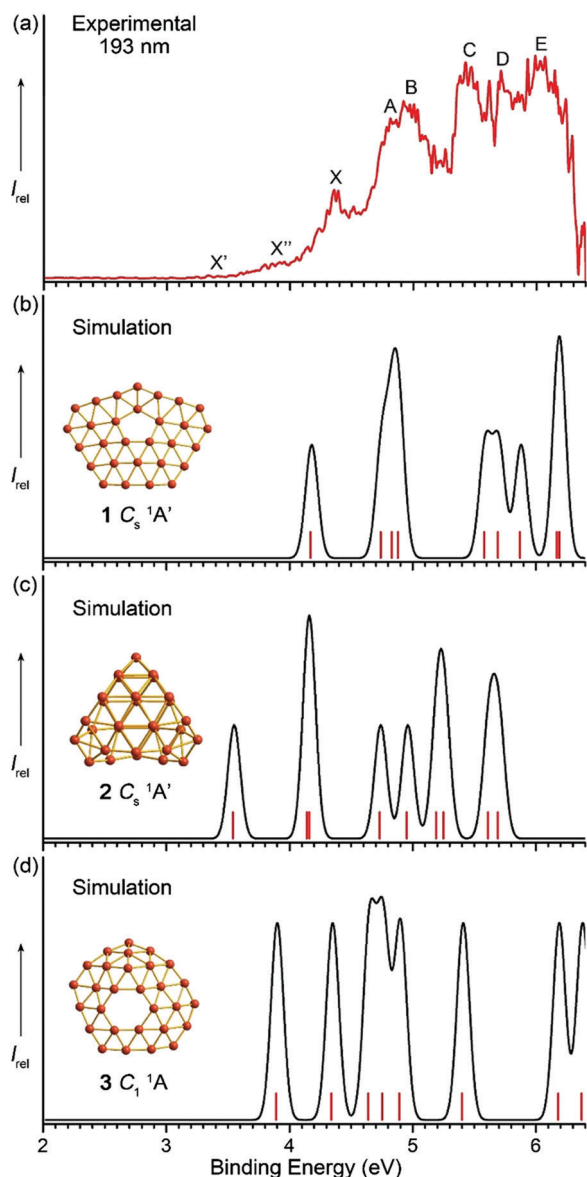 (a)
Experimental
193 nm
X'
X''
X
A
B
C
D
E
I rel
(b)
Simulation
1 Cs ¹A'
I rel
(c)
Simulation
2 Cs ¹A'
I rel
(d)
Simulation
3 C₁ ¹A
I rel
2 3 4 5 6
Binding Energy (eV)